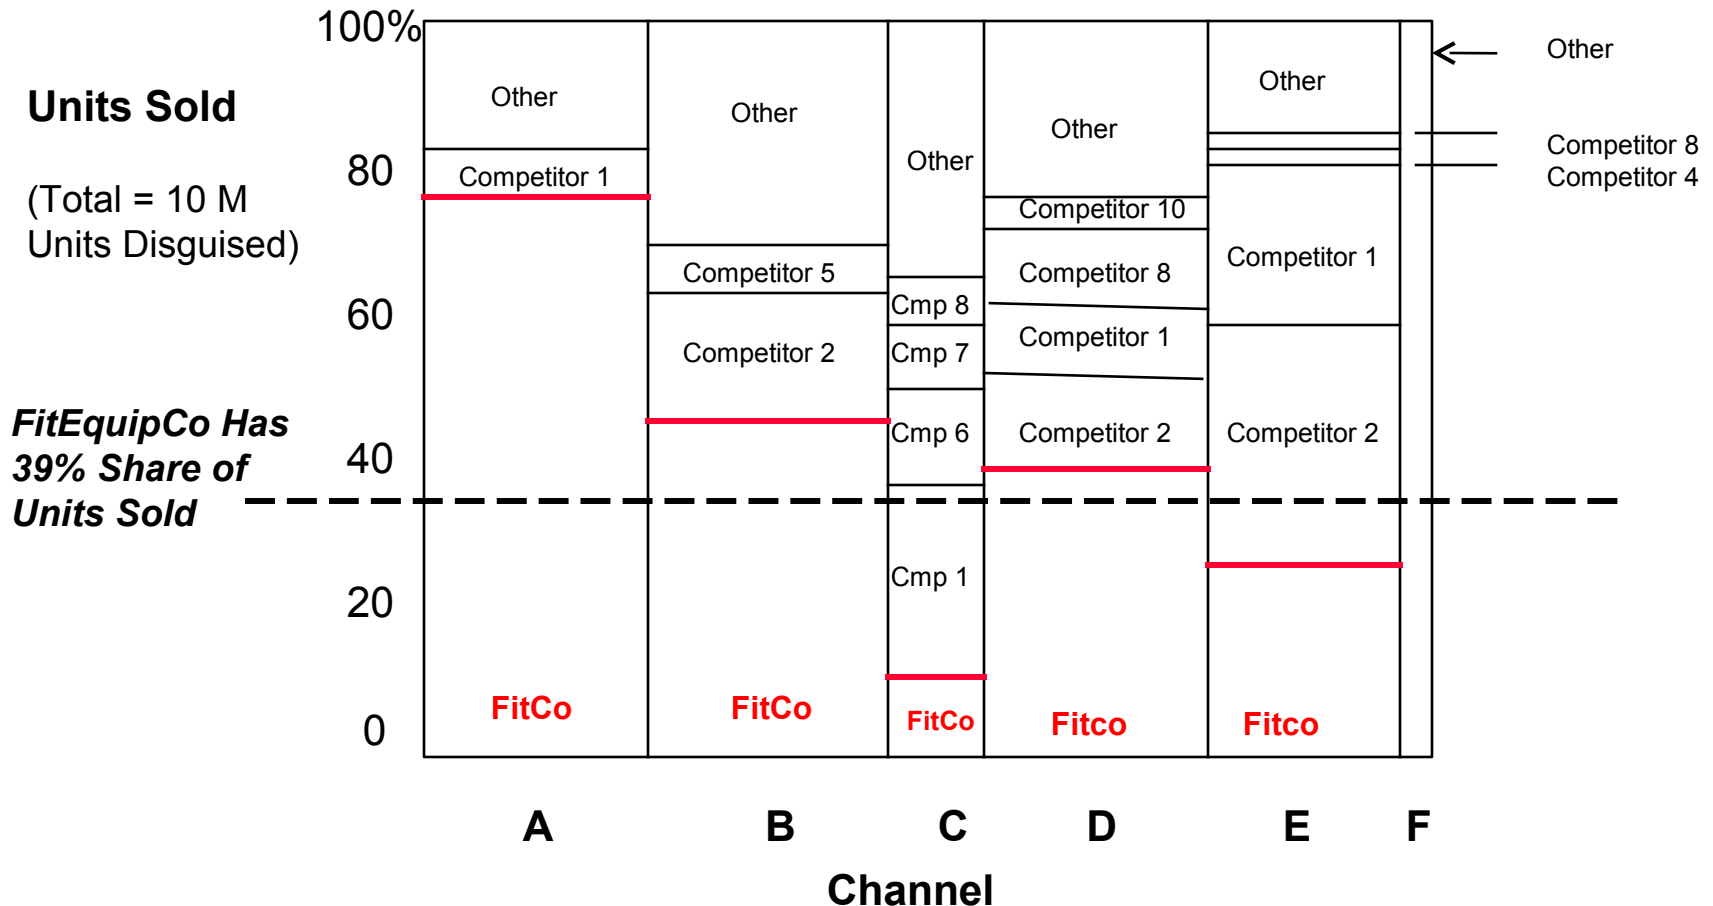 100%
80
60
40
20
0
Units Sold
(Total = 10 M
Units Disguised)
FitEquipCo Has
39% Share of
Units Sold
Other
Competitor 1
FitCo
Other
Competitor 5
Competitor 2
FitCo
Other
Cmp 8
Cmp 7
Cmp 6
Cmp 1
FitCo
Other
Competitor 10
Competitor 8
Competitor 1
Competitor 2
Fitco
Other
Competitor 1
Competitor 2
Fitco
Other
Competitor 8
Competitor 4
A B C D E F
Channel